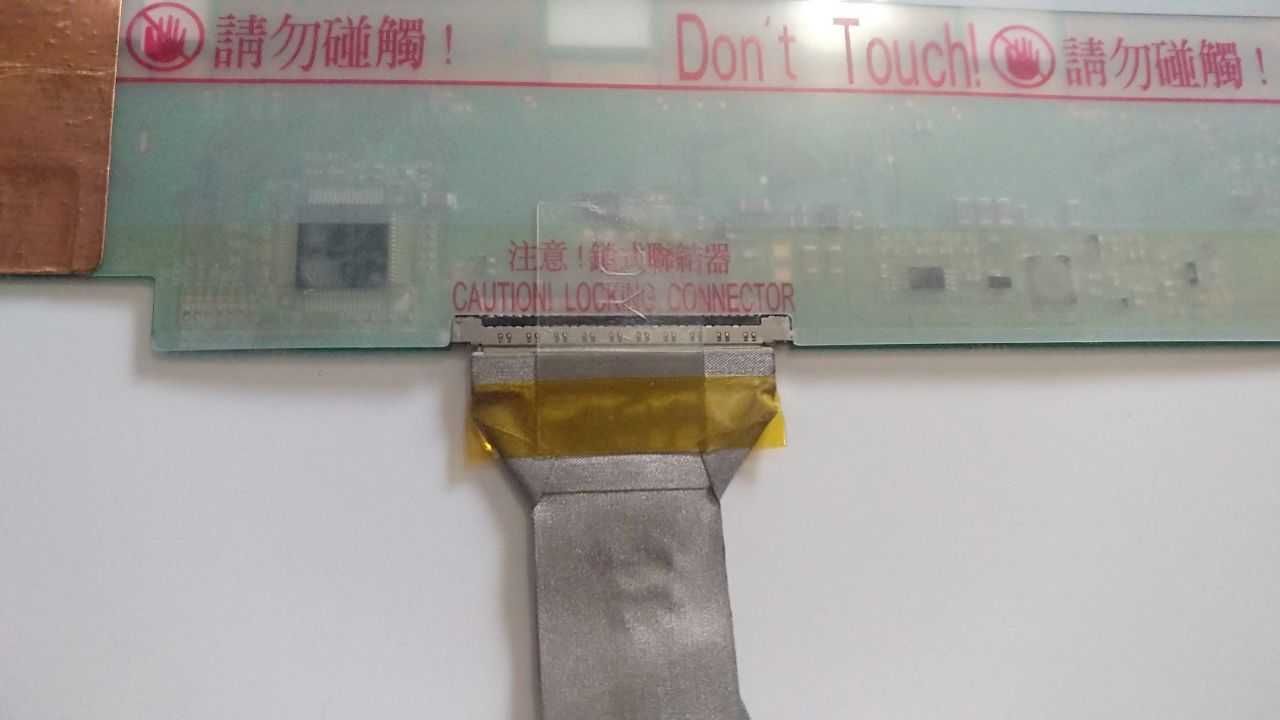 請勿碰觸！ Don't Touch! 請勿碰觸！
注意！鎖式聯結器
CAUTION! LOCKING CONNECTOR